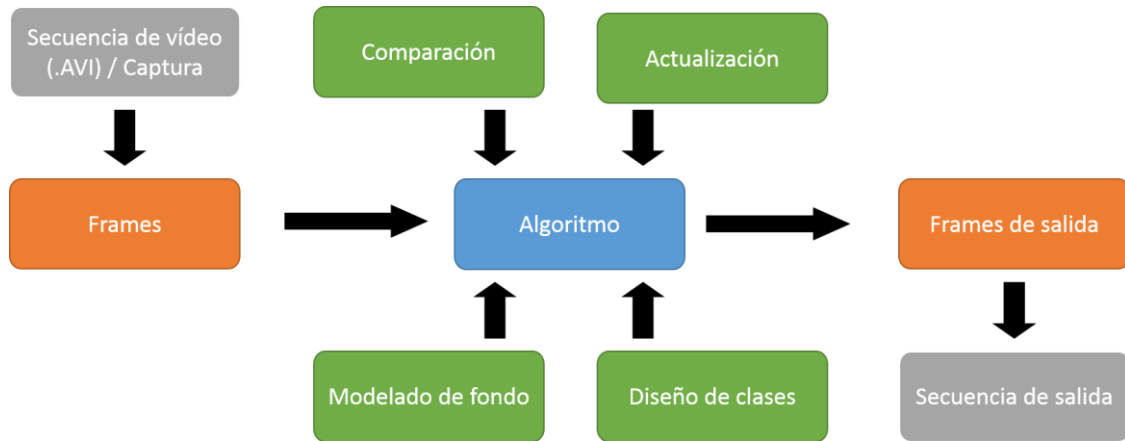 Secuencia de vídeo
(.AVI) / Captura
Comparación
Actualización
Frames
Algoritmo
Frames de salida
Modelado de fondo
Diseño de clases
Secuencia de salida